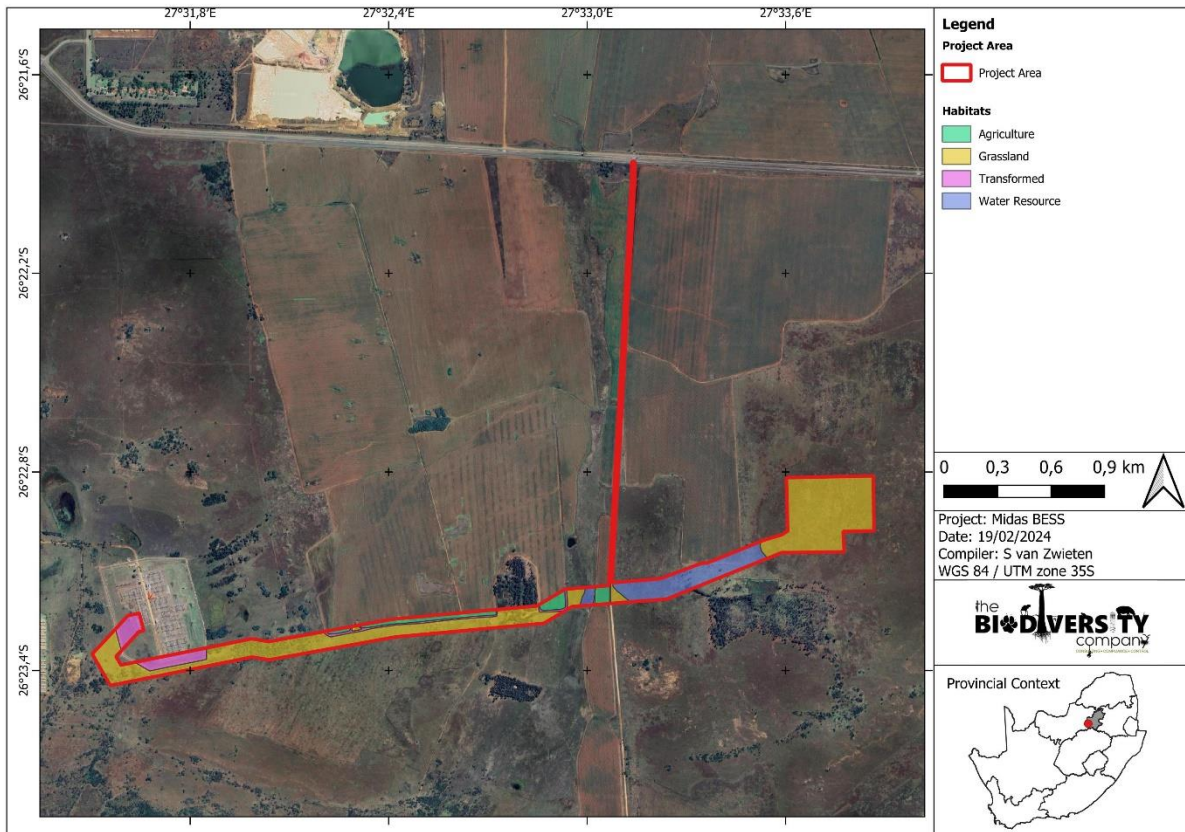 27°31,8'E 27°32,4'E 27°33,0'E 27°33,6'E
26°21,6'S
26°22,2'S
26°22,8'S
26°23,4'S
Legend
Project Area
Project Area
Habitats
Agriculture
Grassland
Transformed
Water Resource
0 0,3 0,6 0,9 km
Project: Midas BESS
Date: 19/02/2024
Compiler: S van Zwieten
WGS 84 / UTM zone 35S
the
BIODIVERSITY
company
Provincial Context